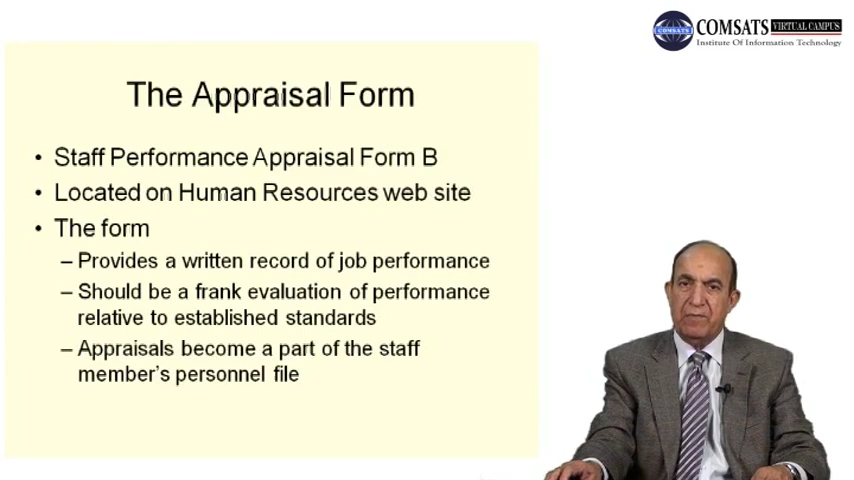 COMSATS VIRTUAL CAMPUS
Institute Of Information Technology
COMSATS
The Appraisal Form
• Staff Performance Appraisal Form B
• Located on Human Resources web site
• The form
– Provides a written record of job performance
– Should be a frank evaluation of performance
relative to established standards
– Appraisals become a part of the staff
member's personnel file